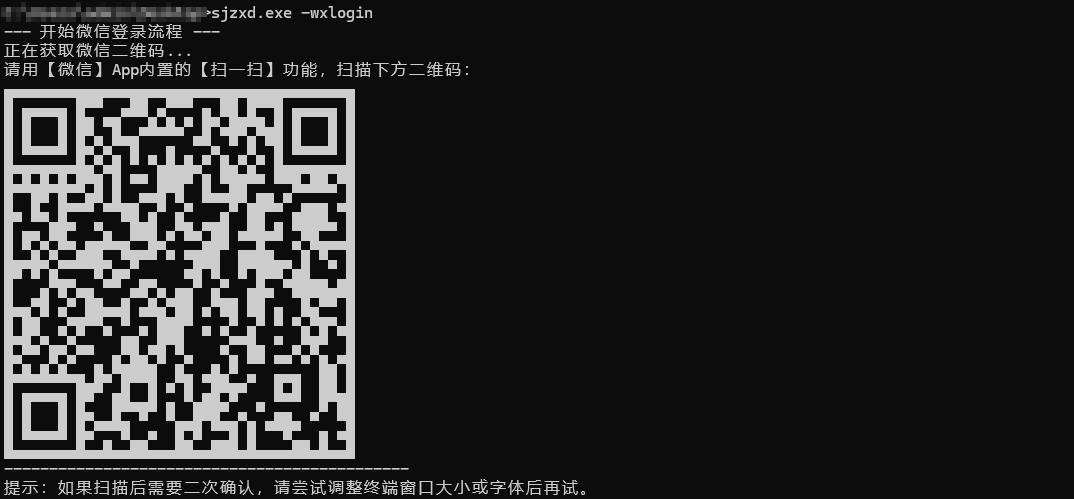 >sjzxd.exe -wxlogin
--- 开始微信登录流程 ---
正在获取微信二维码...
请用【微信】App内置的【扫一扫】功能，扫描下方二维码：
---------------------------------------------
提示：如果扫描后需要二次确认，请尝试调整终端窗口大小或字体后再试。